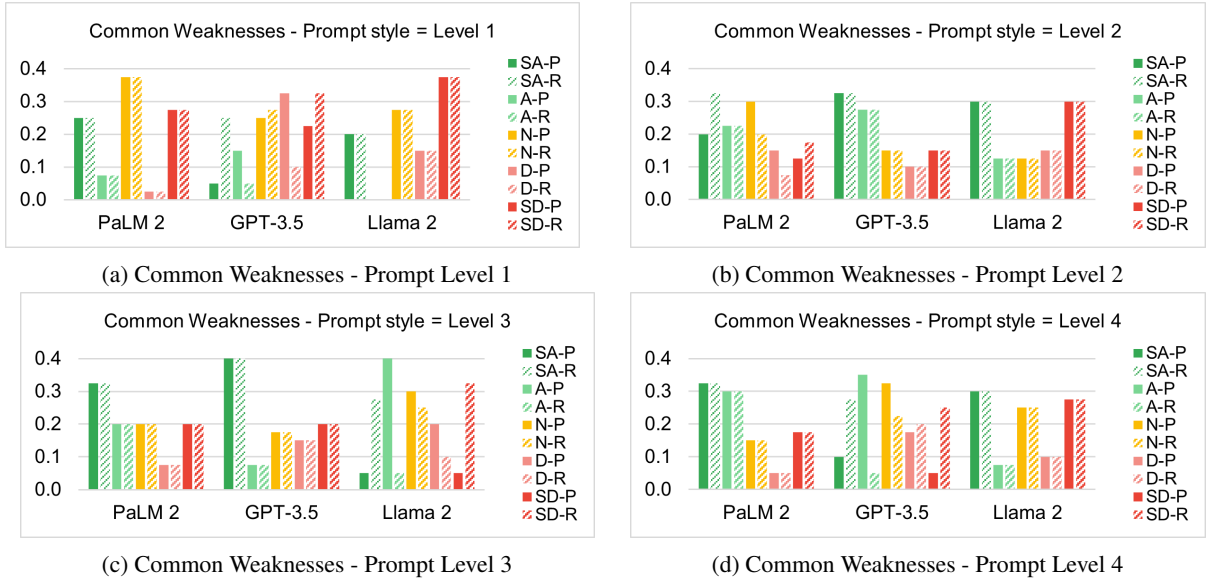 Common Weaknesses - Prompt style = Level 1
0.4
0.3
0.2
0.1
0.0
PaLM 2 GPT-3.5 Llama 2
SA-P
SA-R
A-P
A-R
N-P
N-R
D-P
D-R
SD-P
SD-R
(a) Common Weaknesses - Prompt Level 1
Common Weaknesses - Prompt style = Level 2
0.4
0.3
0.2
0.1
0.0
PaLM 2 GPT-3.5 Llama 2
SA-P
SA-R
A-P
A-R
N-P
N-R
D-P
D-R
SD-P
SD-R
(b) Common Weaknesses - Prompt Level 2
Common Weaknesses - Prompt style = Level 3
0.4
0.3
0.2
0.1
0.0
PaLM 2 GPT-3.5 Llama 2
SA-P
SA-R
A-P
A-R
N-P
N-R
D-P
D-R
SD-P
SD-R
(c) Common Weaknesses - Prompt Level 3
Common Weaknesses - Prompt style = Level 4
0.4
0.3
0.2
0.1
0.0
PaLM 2 GPT-3.5 Llama 2
SA-P
SA-R
A-P
A-R
N-P
N-R
D-P
D-R
SD-P
SD-R
(d) Common Weaknesses - Prompt Level 4